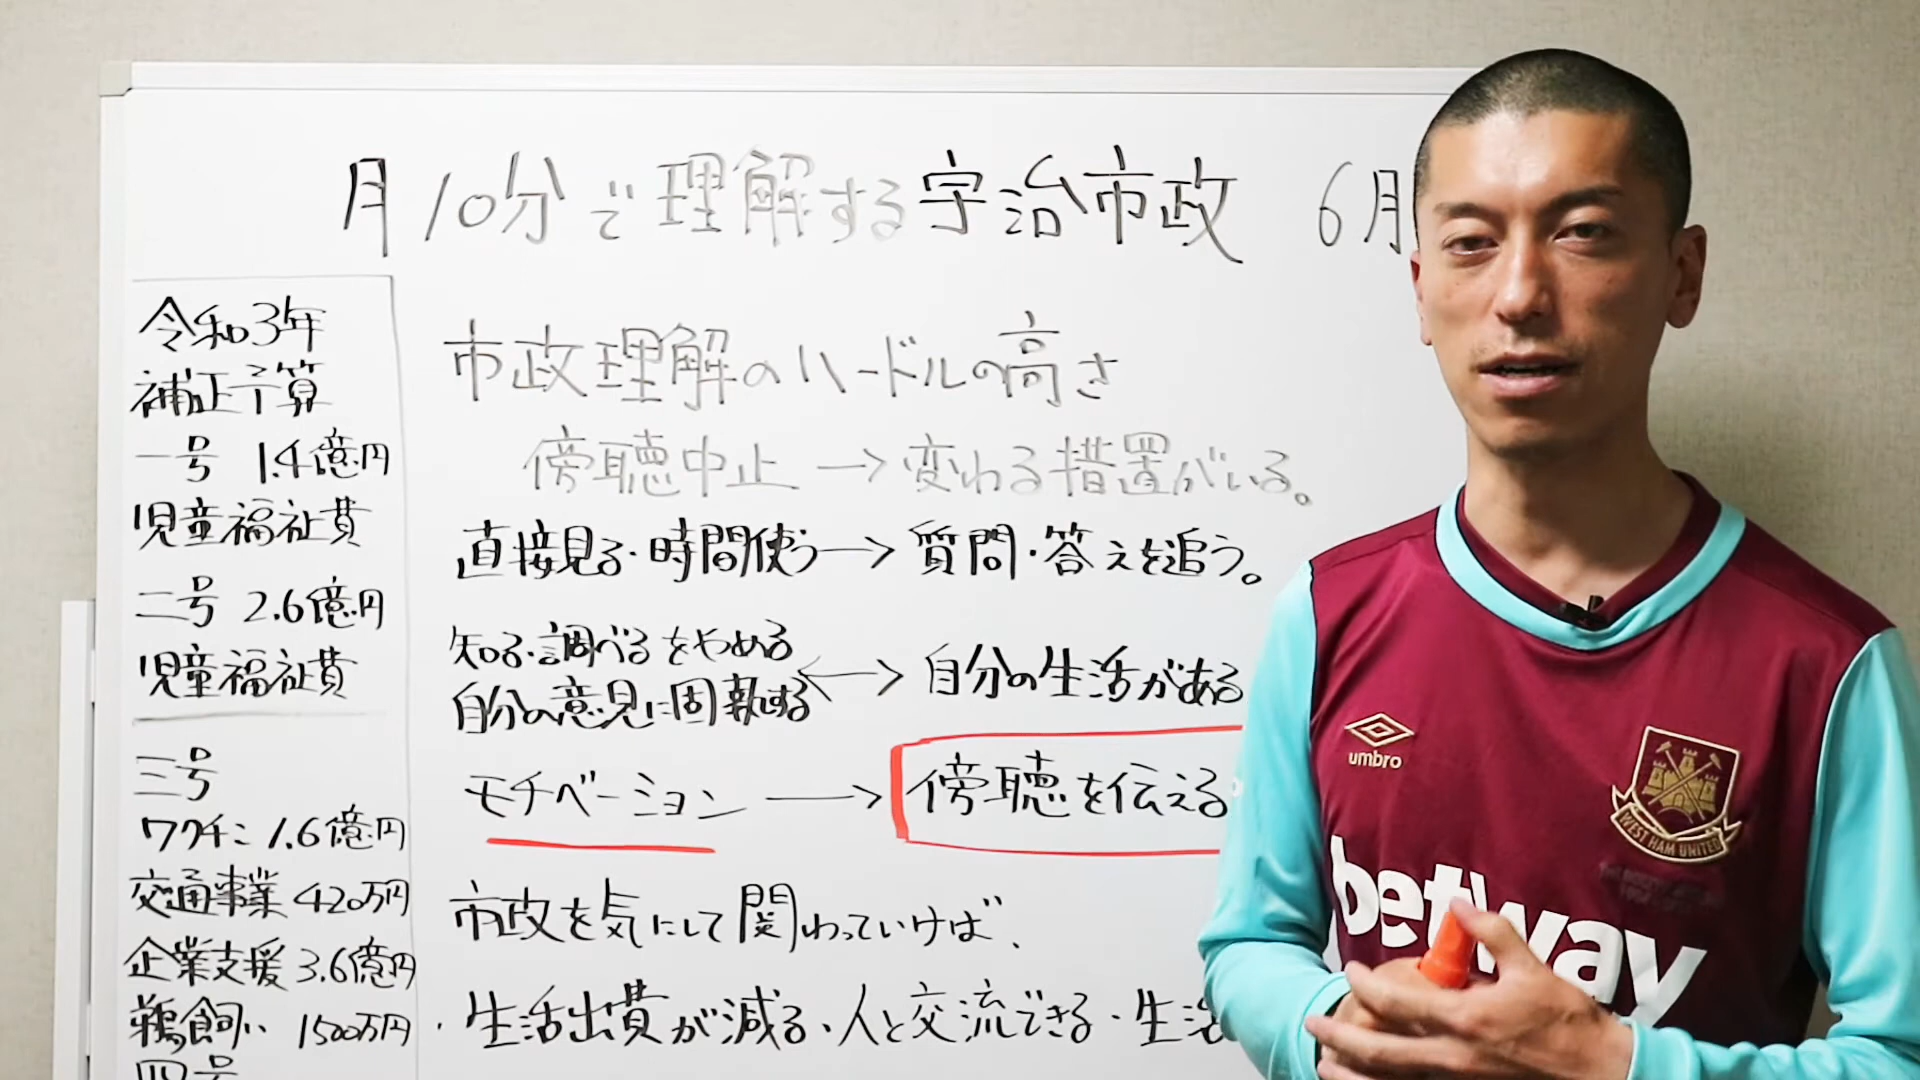 月10分で理解する宇治市政 6月
令和3年
補正予算
一号 1.4億円
児童福祉費
二号 2.6億円
児童福祉費
三号
ワクチン 1.6億円
交通事業 420万円
企業支援 3.6億円
鵜飼い 1500万円
四号
市政理解のハードルの高さ
傍聴中止→変わる措置がいる。
直接見る・時間使う→質問・答えを追う。
知る・調べるをやめる
自分の意見に固執する
←→自分の生活がある
モチベーション→傍聴を伝える
市政を気にして関わっていけば、
・生活出費が減る・人と交流できる・生活
umbro
WEST HAM UNITED
betway